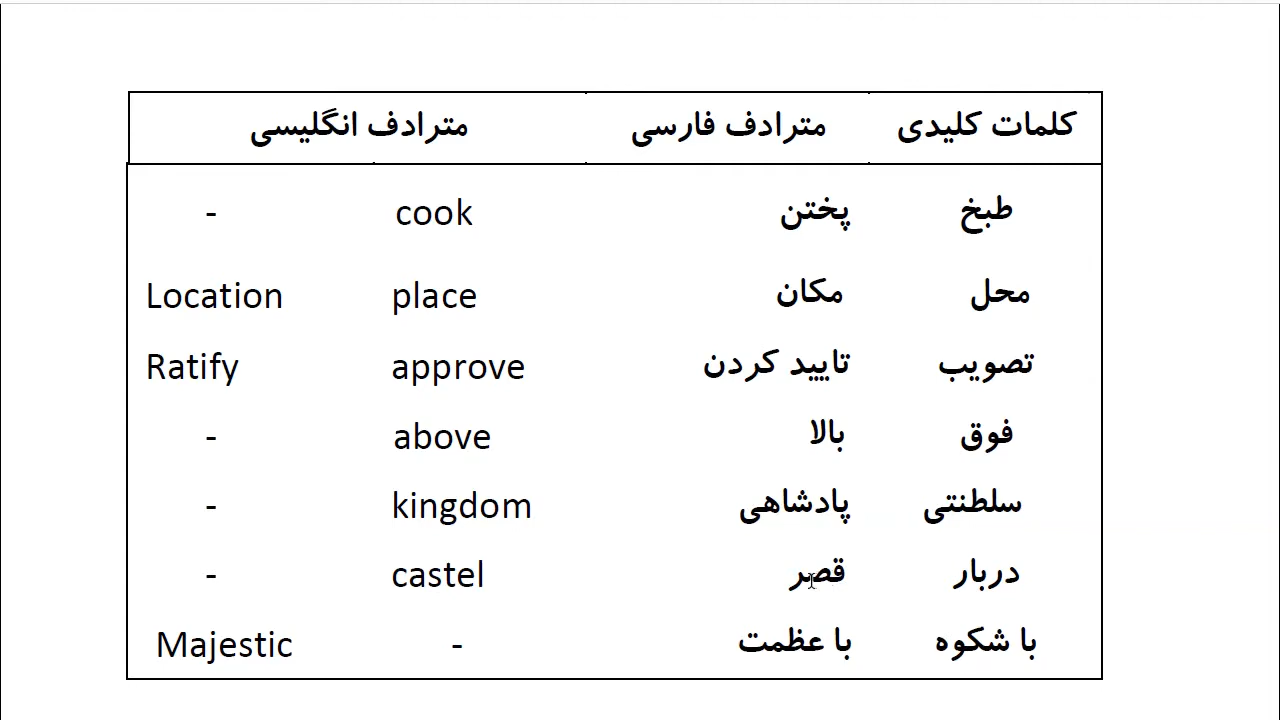 کلمات کلیدی مترادف فارسی مترادف انگلیسی
طبخ پختن cook -
محل مکان place Location
تصویب تایید کردن approve Ratify
فوق بالا above -
سلطنتی پادشاهی kingdom -
دربار قصر castel -
با شکوه با عظمت - Majestic